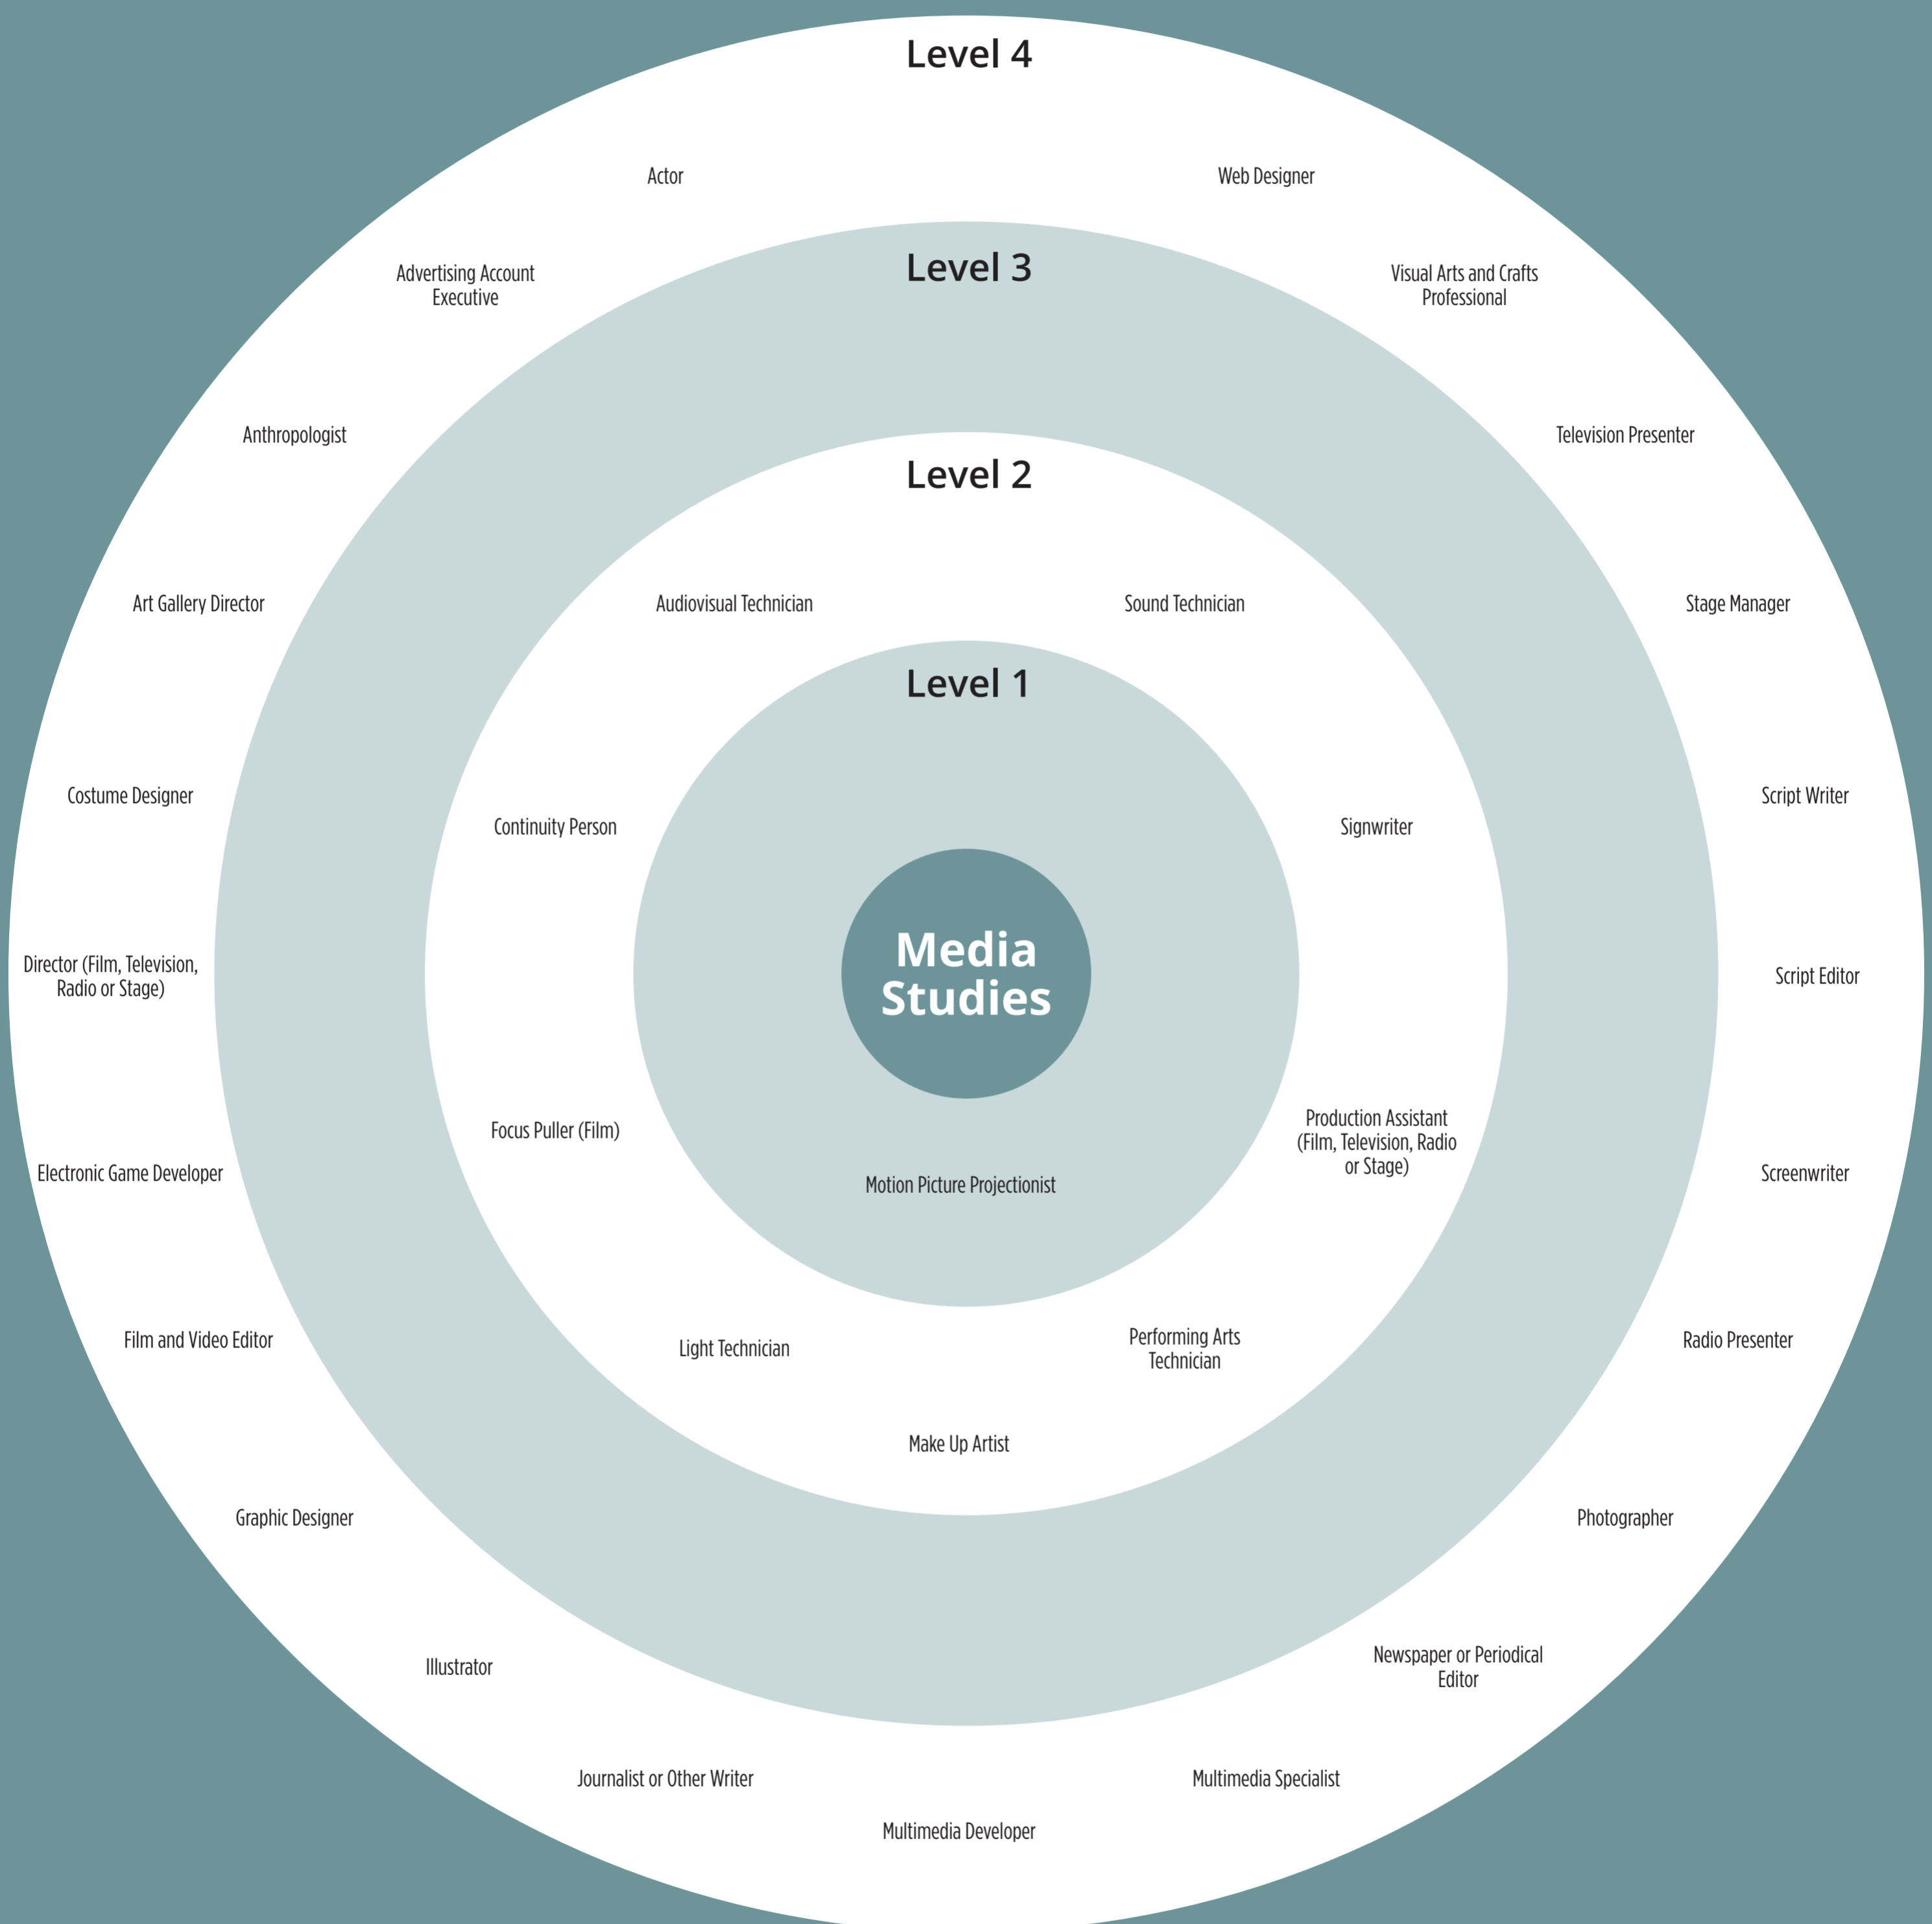 Level 4
Actor
Web Designer
Advertising Account
Executive
Visual Arts and Crafts
Professional
Level 3
Anthropologist
Television Presenter
Level 2
Art Gallery Director
Audiovisual Technician
Sound Technician
Stage Manager
Level 1
Costume Designer
Script Writer
Continuity Person
Signwriter
Media
Studies
Director (Film, Television,
Radio or Stage)
Script Editor
Focus Puller (Film)
Production Assistant
(Film, Television, Radio
or Stage)
Electronic Game Developer
Motion Picture Projectionist
Screenwriter
Film and Video Editor
Light Technician
Performing Arts
Technician
Radio Presenter
Make Up Artist
Graphic Designer
Photographer
Illustrator
Newspaper or Periodical
Editor
Journalist or Other Writer
Multimedia Specialist
Multimedia Developer